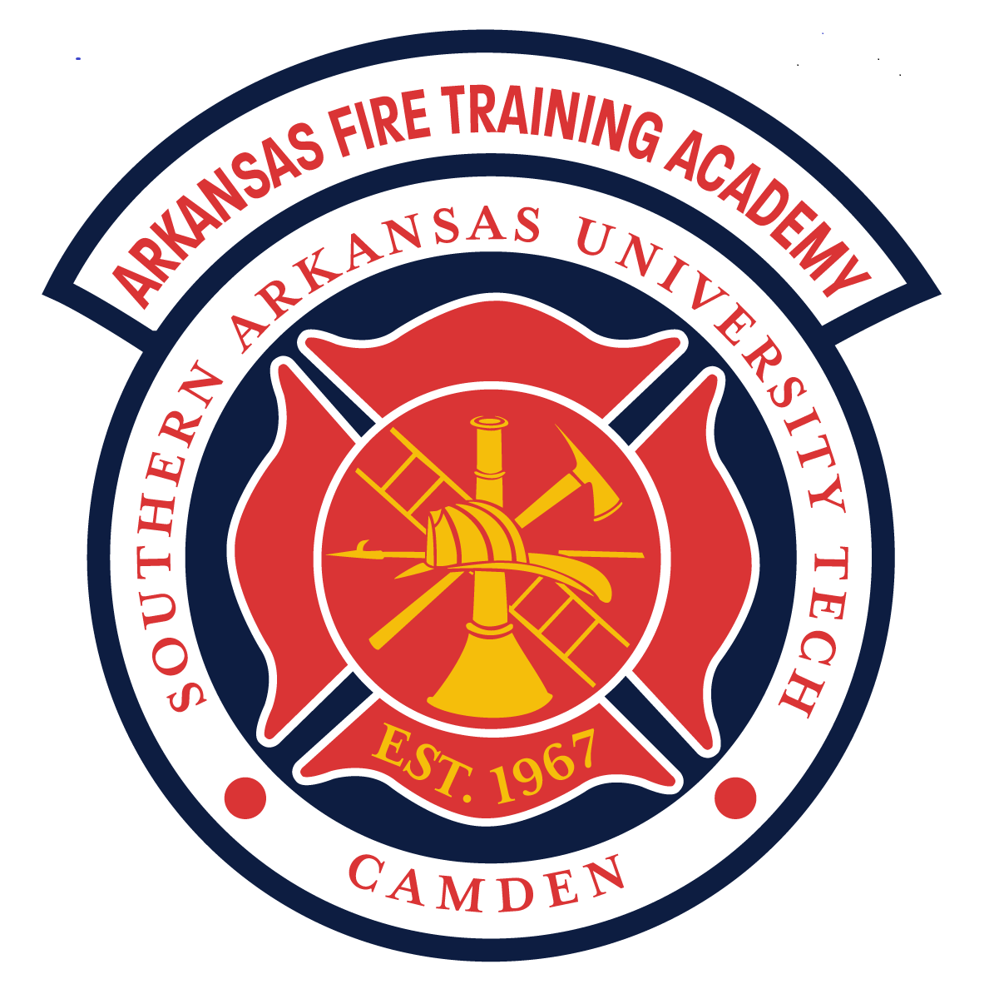 ARKANSAS FIRE TRAINING ACADEMY
SOUTHERN ARKANSAS UNIVERSITY TECH
EST. 1967
CAMDEN